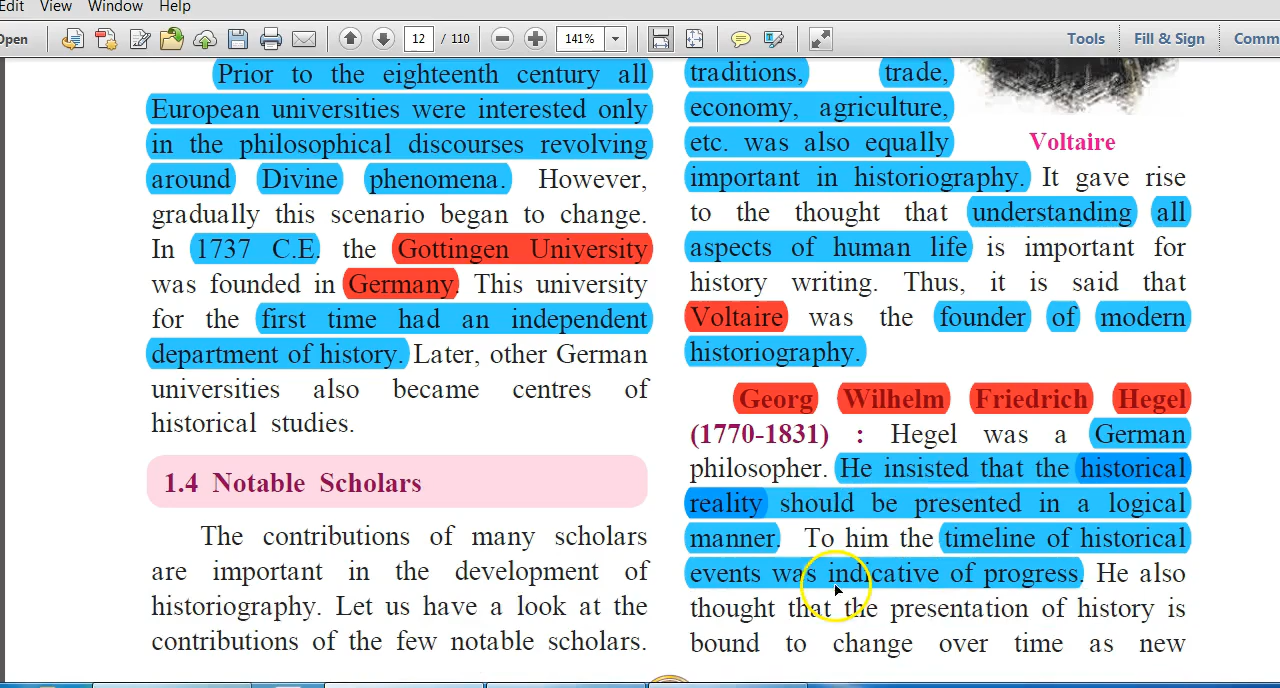 Edit View Window Help
Open 12 / 110 141% Tools Fill & Sign Comm
Prior to the eighteenth century all
European universities were interested only
in the philosophical discourses revolving
around Divine phenomena. However,
gradually this scenario began to change.
In 1737 C.E. the Gottingen University
was founded in Germany. This university
for the first time had an independent
department of history. Later, other German
universities also became centres of
historical studies.
1.4 Notable Scholars
The contributions of many scholars
are important in the development of
historiography. Let us have a look at the
contributions of the few notable scholars.
traditions, trade,
economy, agriculture,
etc. was also equally
important in historiography. It gave rise
to the thought that understanding all
aspects of human life is important for
history writing. Thus, it is said that
Voltaire was the founder of modern
historiography.
Voltaire
Georg Wilhelm Friedrich Hegel
(1770-1831) : Hegel was a German
philosopher. He insisted that the historical
reality should be presented in a logical
manner. To him the timeline of historical
events was indicative of progress. He also
thought that the presentation of history is
bound to change over time as new